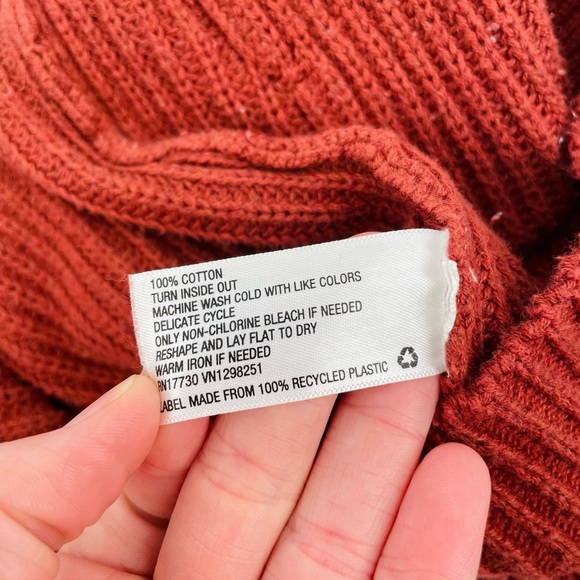 100% COTTON
TURN INSIDE OUT
MACHINE WASH COLD WITH LIKE COLORS
DELICATE CYCLE
ONLY NON-CHLORINE BLEACH IF NEEDED
RESHAPE AND LAY FLAT TO DRY
WARM IRON IF NEEDED
RN17730 VN1298251
LABEL MADE FROM 100% RECYCLED PLASTIC